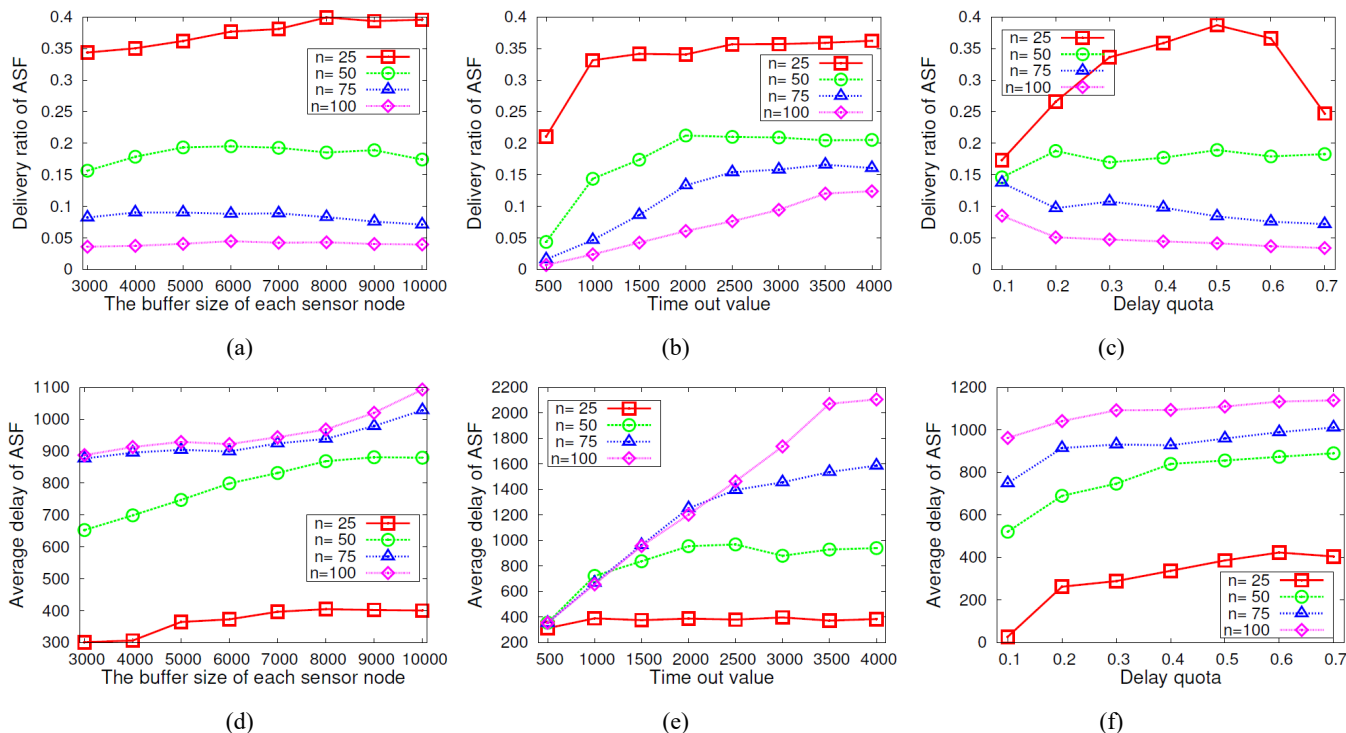 Delivery ratio of ASF
0.4
0.35
0.3
0.25
0.2
0.15
0.1
0.05
0
n= 25
n= 50
n= 75
n=100
3000 4000 5000 6000 7000 8000 9000 10000
The buffer size of each sensor node
(a)
Delivery ratio of ASF
0.4
0.35
0.3
0.25
0.2
0.15
0.1
0.05
0
n= 25
n= 50
n= 75
n=100
500 1000 1500 2000 2500 3000 3500 4000
Time out value
(b)
Delivery ratio of ASF
0.4
0.35
0.3
0.25
0.2
0.15
0.1
0.05
0
n= 25
n= 50
n= 75
n=100
0.1 0.2 0.3 0.4 0.5 0.6 0.7
Delay quota
(c)
Average delay of ASF
1100
1000
900
800
700
600
500
400
300
n= 25
n= 50
n= 75
n=100
3000 4000 5000 6000 7000 8000 9000 10000
The buffer size of each sensor node
(d)
Average delay of ASF
2200
2000
1800
1600
1400
1200
1000
800
600
400
200
n= 25
n= 50
n= 75
n=100
500 1000 1500 2000 2500 3000 3500 4000
Time out value
(e)
Average delay of ASF
1200
1000
800
600
400
200
0
n= 25
n= 50
n= 75
n=100
0.1 0.2 0.3 0.4 0.5 0.6 0.7
Delay quota
(f)